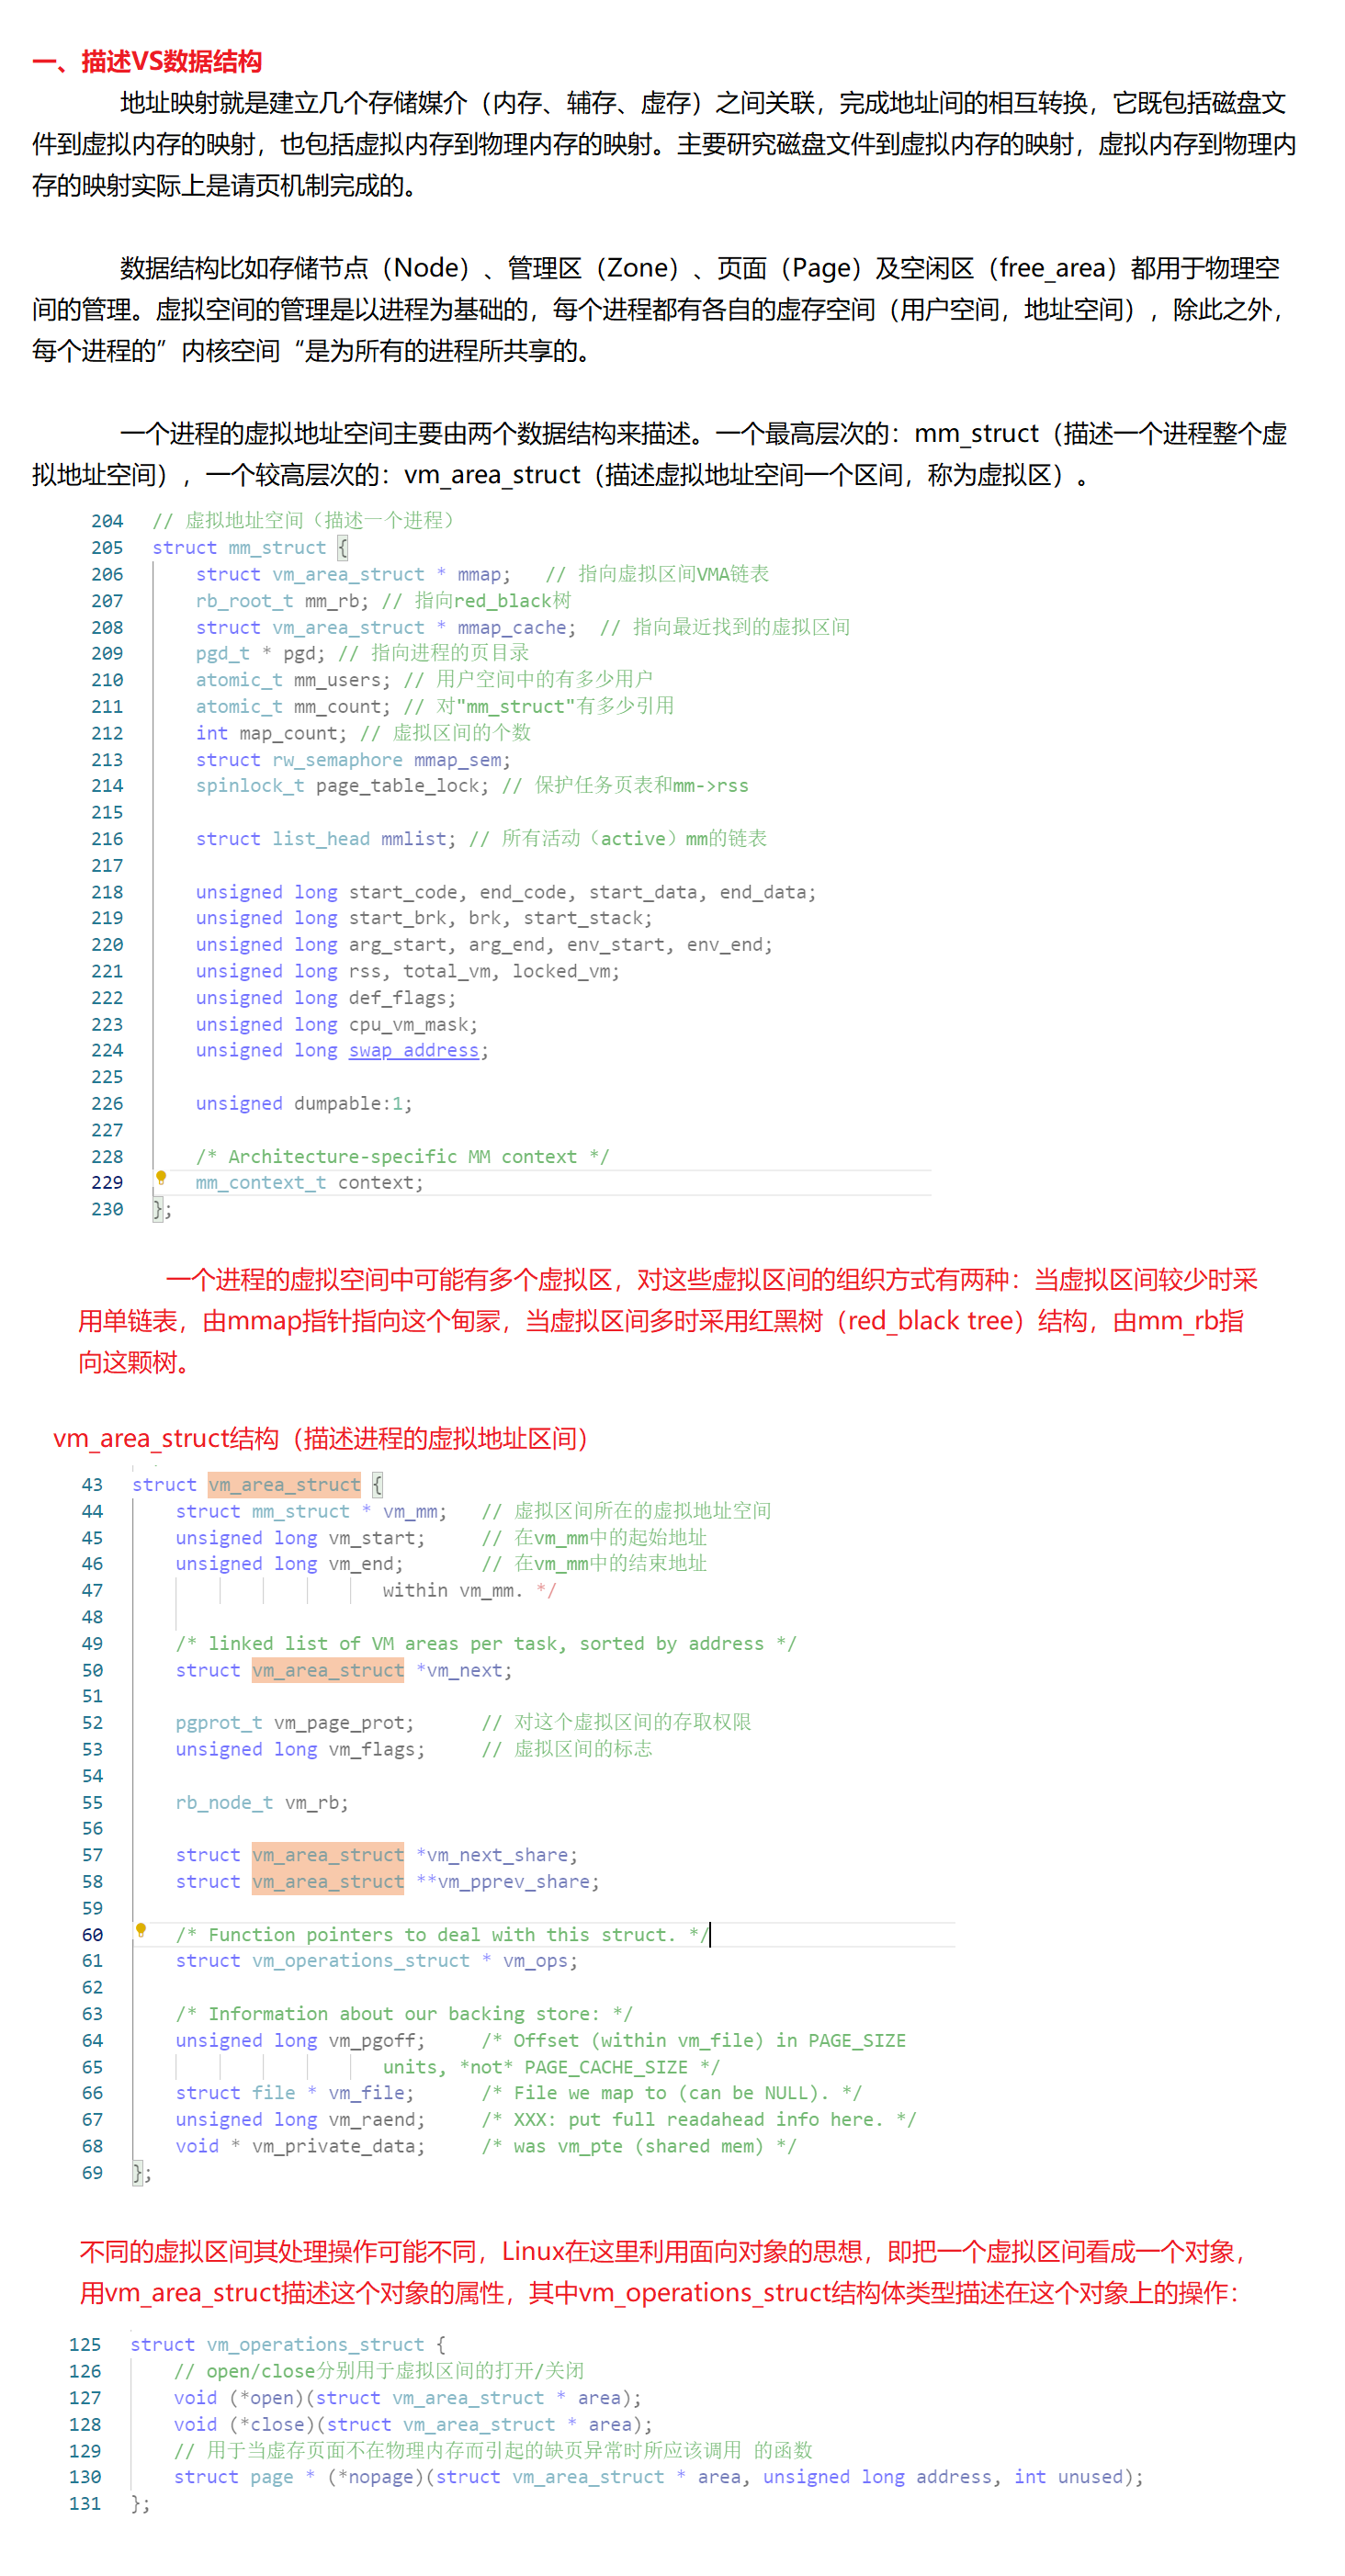 一、描述VS数据结构
地址映射就是建立几个存储媒介（内存、辅存、虚存）之间关联，完成地址间的相互转换，它既包括磁盘文
件到虚拟内存的映射，也包括虚拟内存到物理内存的映射。主要研究磁盘文件到虚拟内存的映射，虚拟内存到物理内
存的映射实际上是请页机制完成的。
数据结构比如存储节点（Node）、管理区（Zone）、页面（Page）及空闲区（free_area）都用于物理空
间的管理。虚拟空间的管理是以进程为基础的，每个进程都有各自的虚存空间（用户空间，地址空间），除此之外，
每个进程的”内核空间“是为所有的进程所共享的。
一个进程的虚拟地址空间主要由两个数据结构来描述。一个最高层次的：mm_struct（描述一个进程整个虚
拟地址空间），一个较高层次的：vm_area_struct（描述虚拟地址空间一个区间，称为虚拟区）。
204 // 虚拟地址空间（描述一个进程）
205 struct mm_struct {
206 struct vm_area_struct * mmap; // 指向虚拟区间VMA链表
207 rb_root_t mm_rb; // 指向red_black树
208 struct vm_area_struct * mmap_cache; // 指向最近找到的虚拟区间
209 pgd_t * pgd; // 指向进程的页目录
210 atomic_t mm_users; // 用户空间中的有多少用户
211 atomic_t mm_count; // 对"mm_struct"有多少引用
212 int map_count; // 虚拟区间的个数
213 struct rw_semaphore mmap_sem;
214 spinlock_t page_table_lock; // 保护任务页表和mm->rss
215
216 struct list_head mmlist; // 所有活动（active）mm的链表
217
218 unsigned long start_code, end_code, start_data, end_data;
219 unsigned long start_brk, brk, start_stack;
220 unsigned long arg_start, arg_end, env_start, env_end;
221 unsigned long rss, total_vm, locked_vm;
222 unsigned long def_flags;
223 unsigned long cpu_vm_mask;
224 unsigned long swap_address;
225
226 unsigned dumpable:1;
227
228 /* Architecture-specific MM context */
229 mm_context_t context;
230 };
一个进程的虚拟空间中可能有多个虚拟区，对这些虚拟区间的组织方式有两种：当虚拟区间较少时采
用单链表，由mmap指针指向这个甸冡，当虚拟区间多时采用红黑树（red_black tree）结构，由mm_rb指
向这颗树。
vm_area_struct结构（描述进程的虚拟地址区间）
43 struct vm_area_struct {
44 struct mm_struct * vm_mm; // 虚拟区间所在的虚拟地址空间
45 unsigned long vm_start; // 在vm_mm中的起始地址
46 unsigned long vm_end; // 在vm_mm中的结束地址
47 within vm_mm. */
48
49 /* linked list of VM areas per task, sorted by address */
50 struct vm_area_struct *vm_next;
51
52 pgprot_t vm_page_prot; // 对这个虚拟区间的存取权限
53 unsigned long vm_flags; // 虚拟区间的标志
54
55 rb_node_t vm_rb;
56
57 struct vm_area_struct *vm_next_share;
58 struct vm_area_struct **vm_pprev_share;
59
60 /* Function pointers to deal with this struct. */
61 struct vm_operations_struct * vm_ops;
62
63 /* Information about our backing store: */
64 unsigned long vm_pgoff; /* Offset (within vm_file) in PAGE_SIZE
65 units, *not* PAGE_CACHE_SIZE */
66 struct file * vm_file; /* File we map to (can be NULL). */
67 unsigned long vm_raend; /* XXX: put full readahead info here. */
68 void * vm_private_data; /* was vm_pte (shared mem) */
69 };
不同的虚拟区间其处理操作可能不同，Linux在这里利用面向对象的思想，即把一个虚拟区间看成一个对象，
用vm_area_struct描述这个对象的属性，其中vm_operations_struct结构体类型描述在这个对象上的操作：
125 struct vm_operations_struct {
126 // open/close分别用于虚拟区间的打开/关闭
127 void (*open)(struct vm_area_struct * area);
128 void (*close)(struct vm_area_struct * area);
129 // 用于当虚存页面不在物理内存而引起的缺页异常时所应该调用 的函数
130 struct page * (*nopage)(struct vm_area_struct * area, unsigned long address, int unused);
131 };